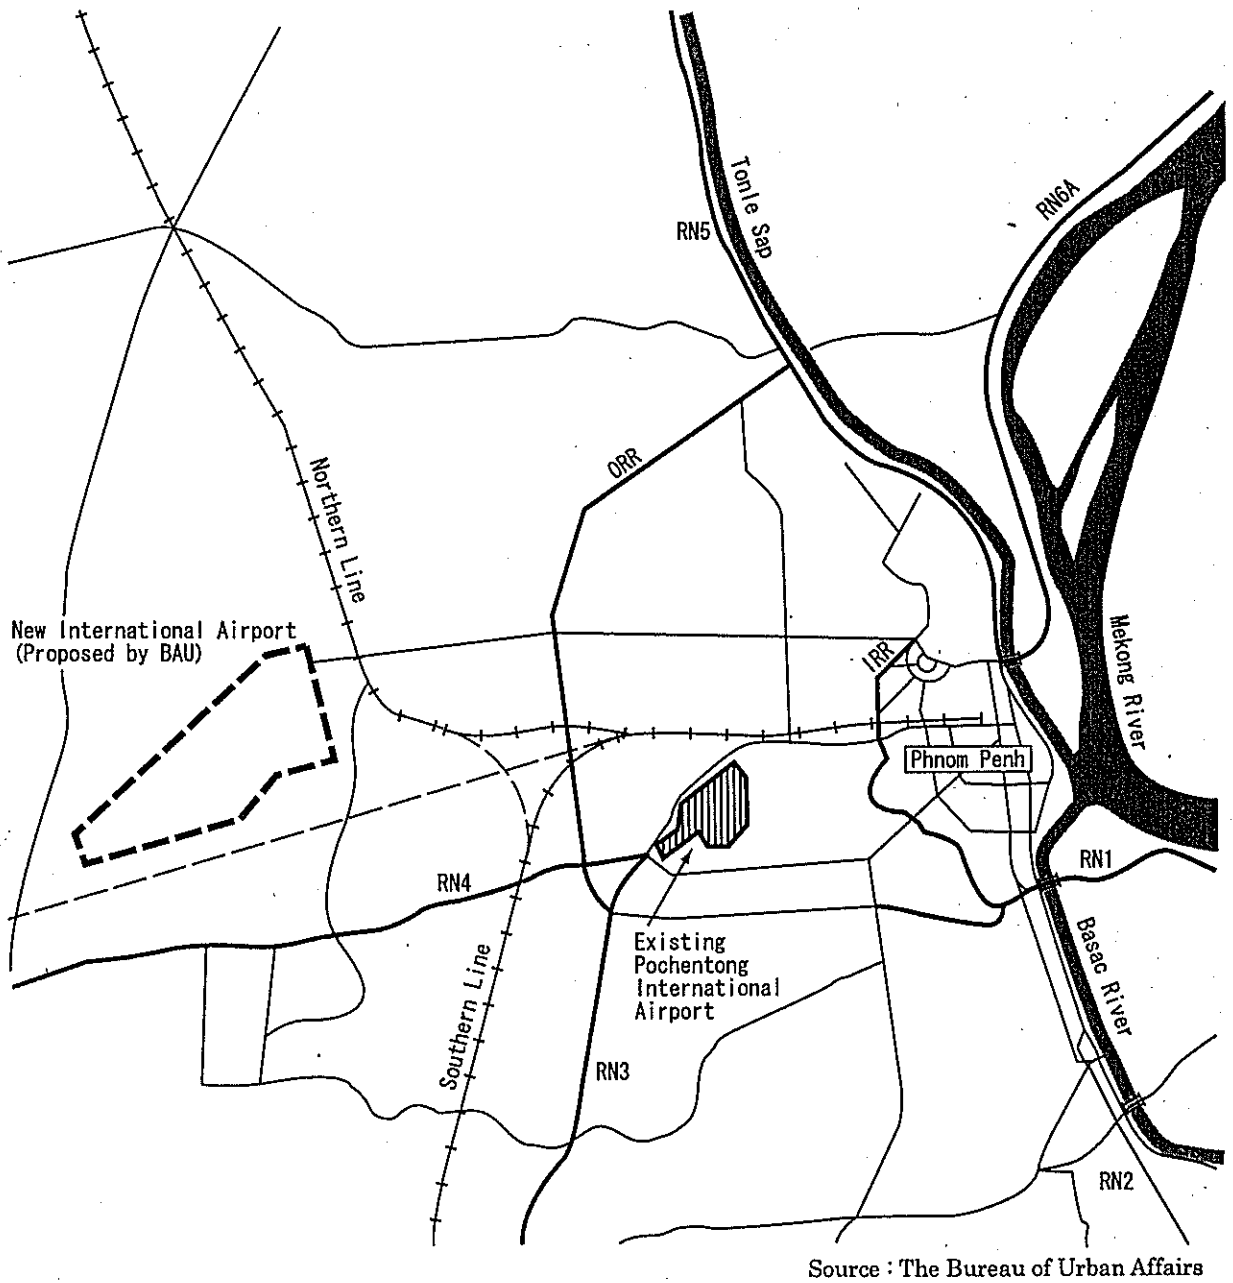 Tonle Sap
RN6A
RN5
ORR
Northern Line
New International Airport
(Proposed by BAU)
IRR
Mekong River
Phnom Penh
RN1
RN4
Existing
Pochentong
International
Airport
Basac River
Southern Line
RN3
RN2
Source : The Bureau of Urban Affairs